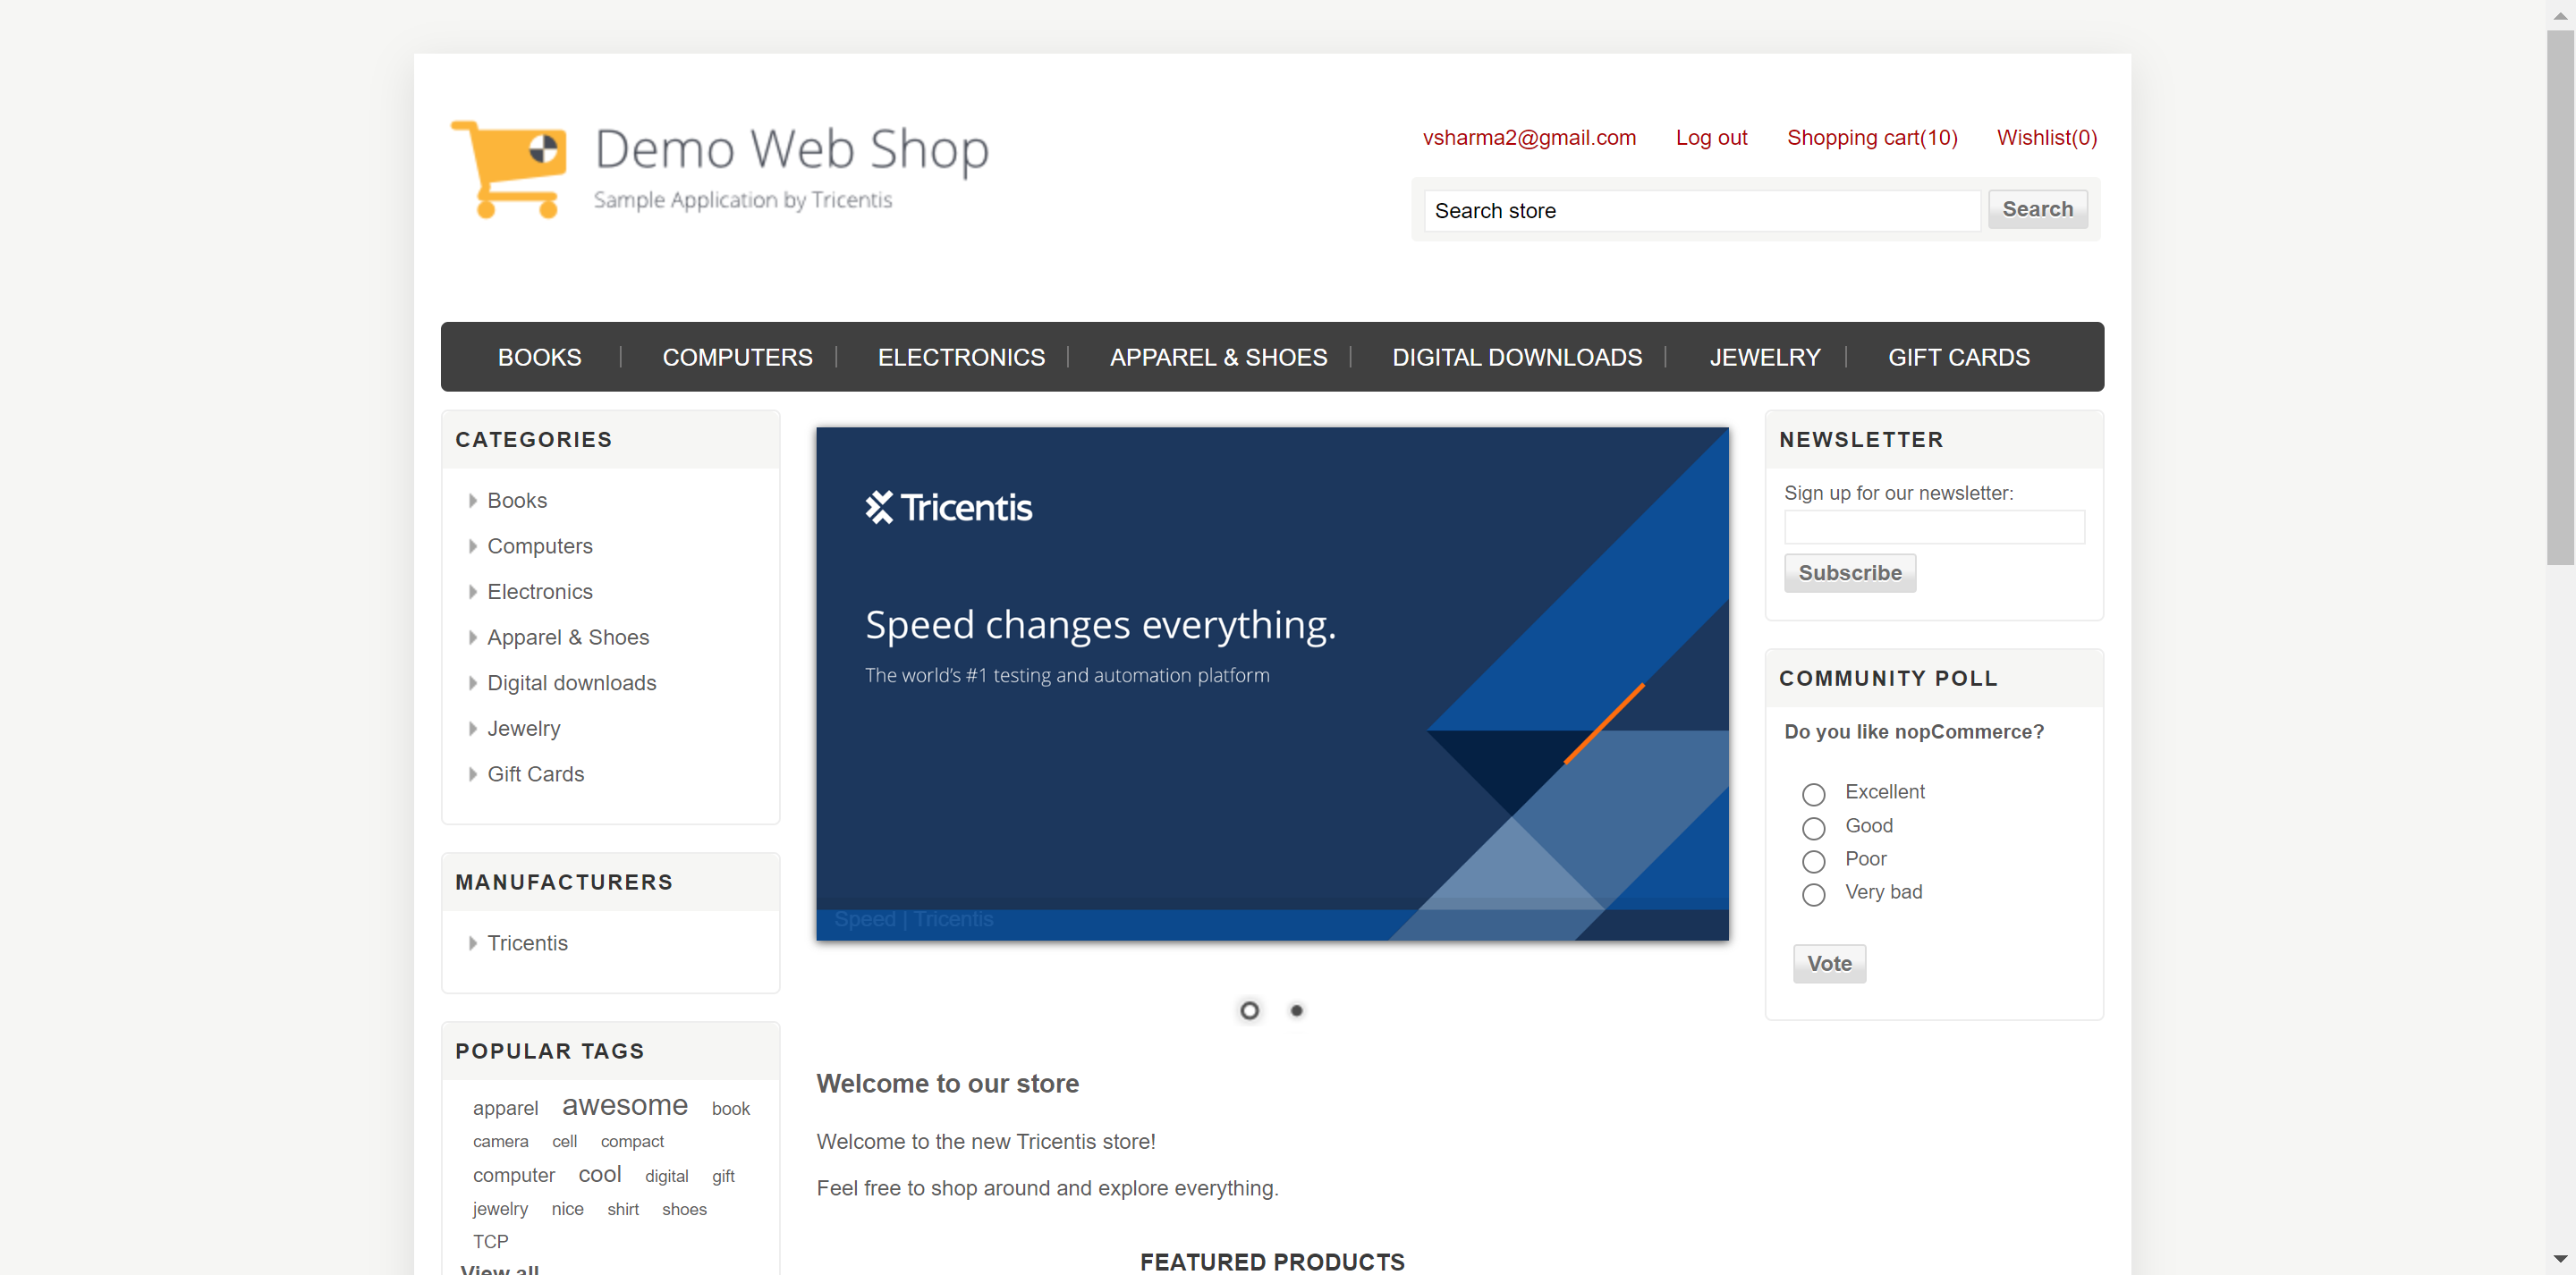 Demo Web Shop
Sample Application by Tricentis
vsharma2@gmail.com Log out Shopping cart(10) Wishlist(0)
Search store Search
BOOKS COMPUTERS ELECTRONICS APPAREL & SHOES DIGITAL DOWNLOADS JEWELRY GIFT CARDS
CATEGORIES
Books
Computers
Electronics
Apparel & Shoes
Digital downloads
Jewelry
Gift Cards
MANUFACTURERS
Tricentis
POPULAR TAGS
apparel awesome book
camera cell compact
computer cool digital gift
jewelry nice shirt shoes
TCP
View all
Tricentis
Speed changes everything.
The world's #1 testing and automation platform
Speed | Tricentis
Welcome to our store
Welcome to the new Tricentis store!
Feel free to shop around and explore everything.
FEATURED PRODUCTS
NEWSLETTER
Sign up for our newsletter:
Subscribe
COMMUNITY POLL
Do you like nopCommerce?
Excellent
Good
Poor
Very bad
Vote